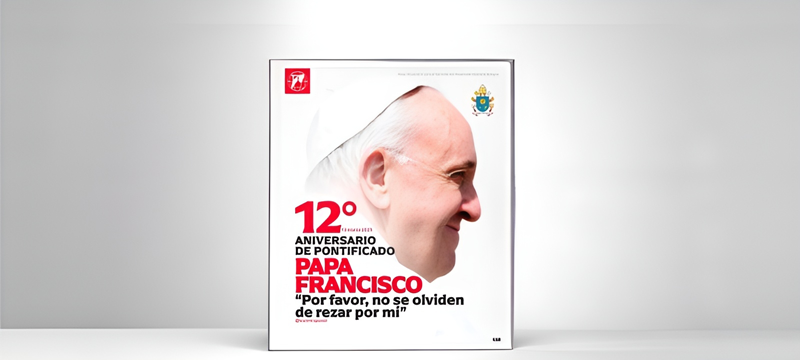 12°
ANIVERSARIO
DE PONTIFICADO
PAPA
FRANCISCO
“Por favor, no se olviden
de rezar por mí”